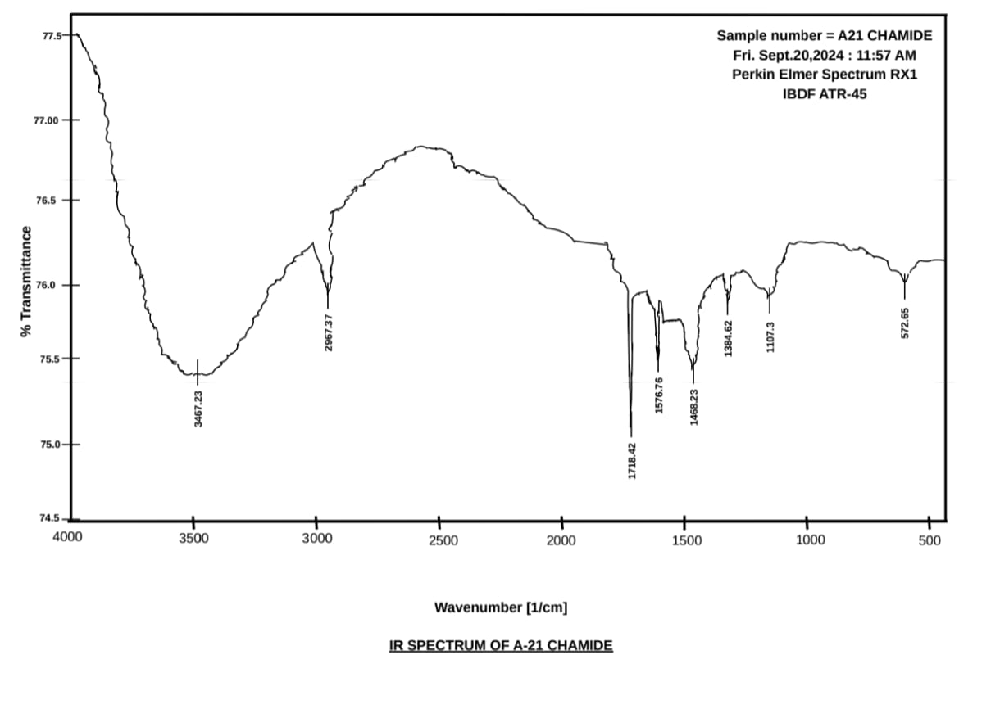 Sample number = A21 CHAMIDE
Fri. Sept.20,2024 : 11:57 AM
Perkin Elmer Spectrum RX1
IBDF ATR-45
77.5
77.00
76.5
76.0
75.5
75.0
74.5
% Transmittance
3467.23
2967.37
1718.42
1576.76
1468.23
1384.62
1107.3
572.65
4000 3500 3000 2500 2000 1500 1000 500
Wavenumber [1/cm]
IR SPECTRUM OF A-21 CHAMIDE